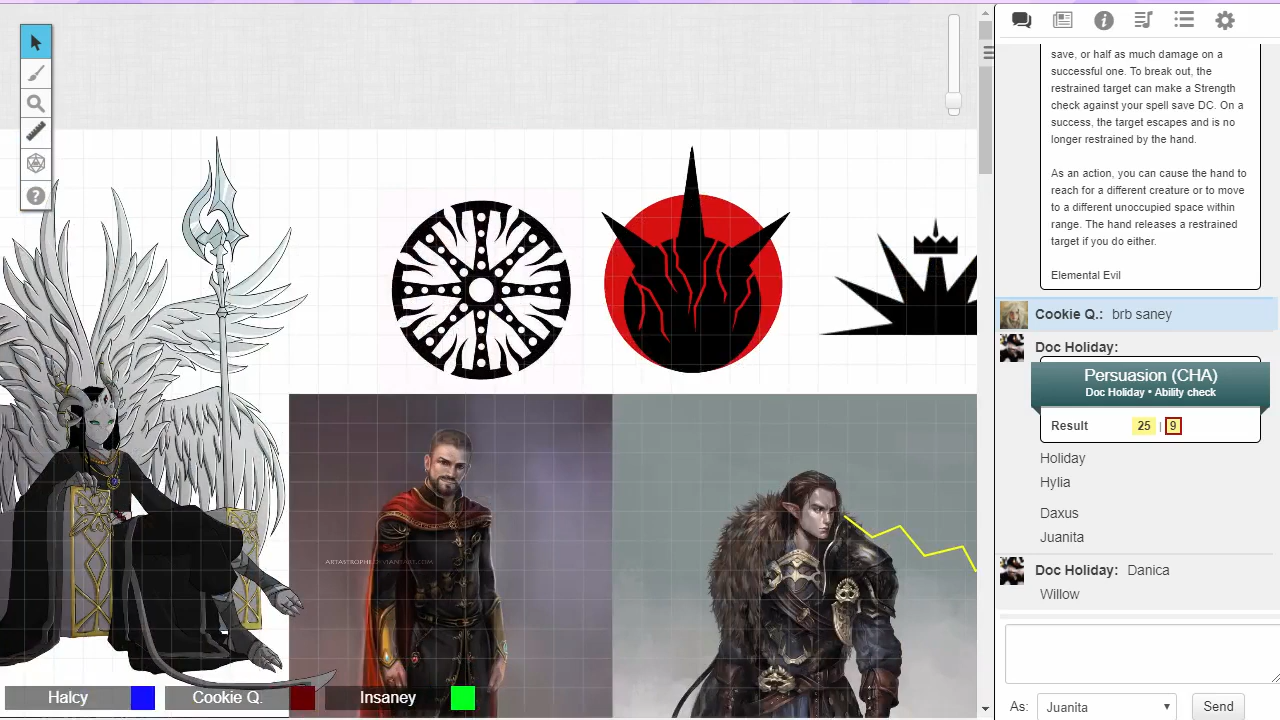 save, or half as much damage on a
successful one. To break out, the
restrained target can make a Strength
check against your spell save DC. On a
success, the target escapes and is no
longer restrained by the hand.
As an action, you can cause the hand to
reach for a different creature or to move
to a different unoccupied space within
range. The hand releases a restrained
target if you do either.
Elemental Evil
Cookie Q.: brb saney
Doc Holiday:
Persuasion (CHA)
Doc Holiday • Ability check
Result 25 | 9
Holiday
Hylia
Daxus
Juanita
Doc Holiday: Danica
Willow
As: Juanita Send
ARTASTROPHE.DEVIANTART.COM
Halcy Cookie Q. Insaney